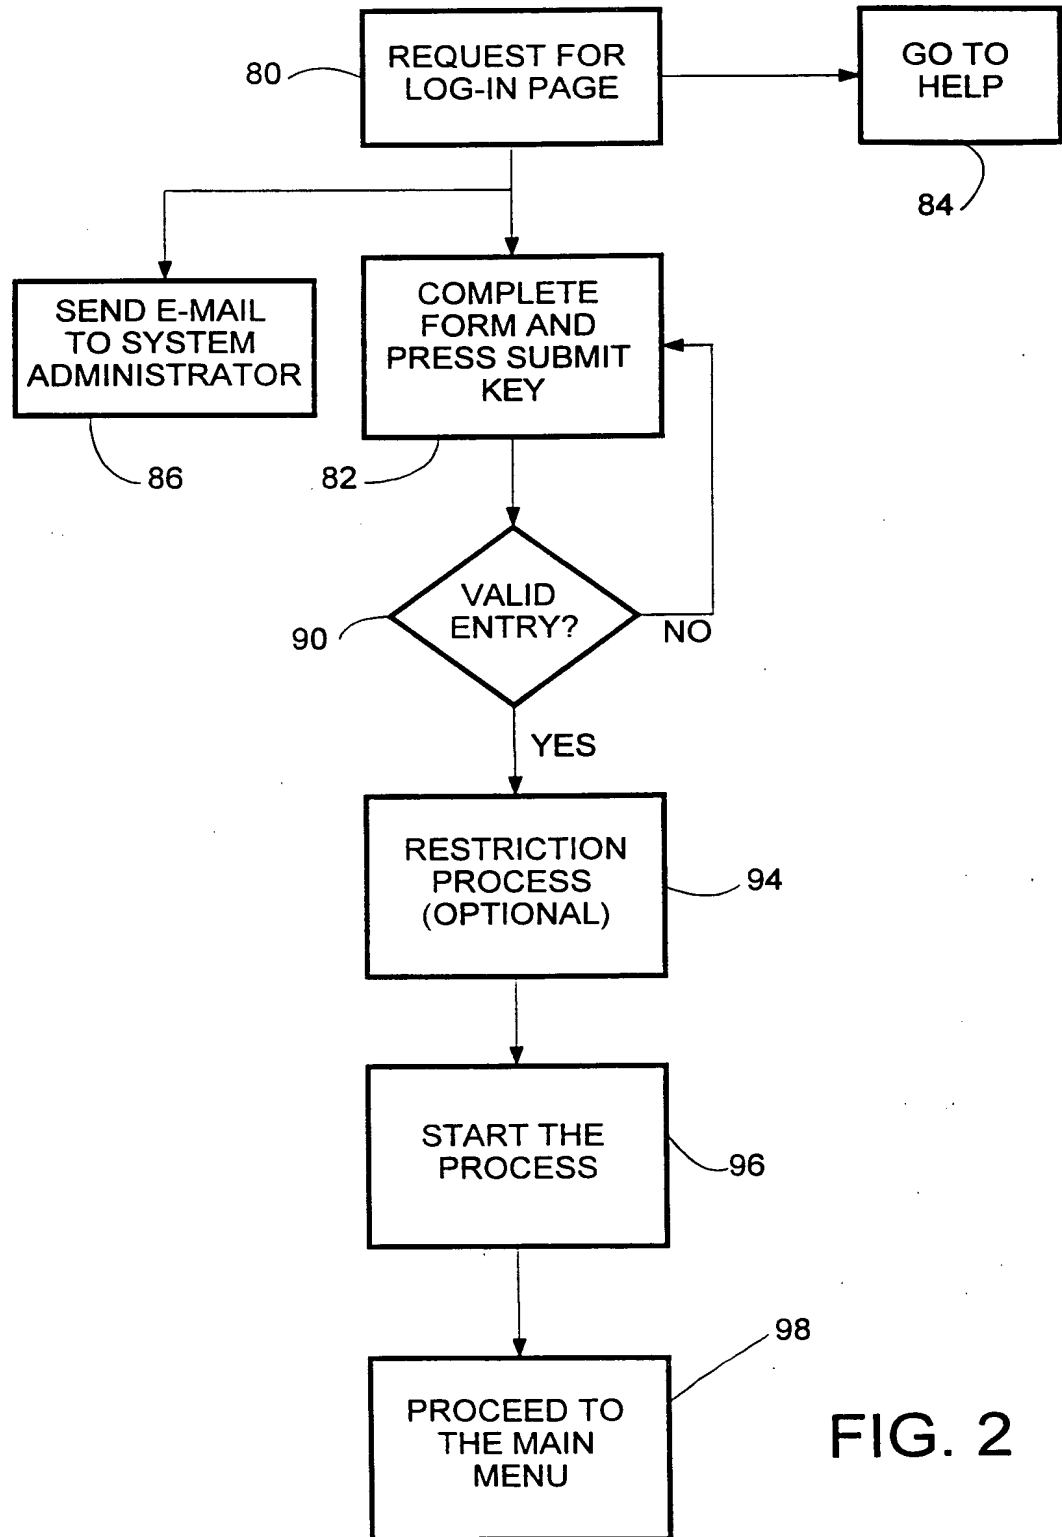 REQUEST FOR
LOG-IN PAGE
80
GO TO
HELP
84
SEND E-MAIL
TO SYSTEM
ADMINISTRATOR
86
COMPLETE
FORM AND
PRESS SUBMIT
KEY
82
VALID
ENTRY?
90
NO
YES
RESTRICTION
PROCESS
(OPTIONAL)
94
START THE
PROCESS
96
98
PROCEED TO
THE MAIN
MENU
FIG. 2